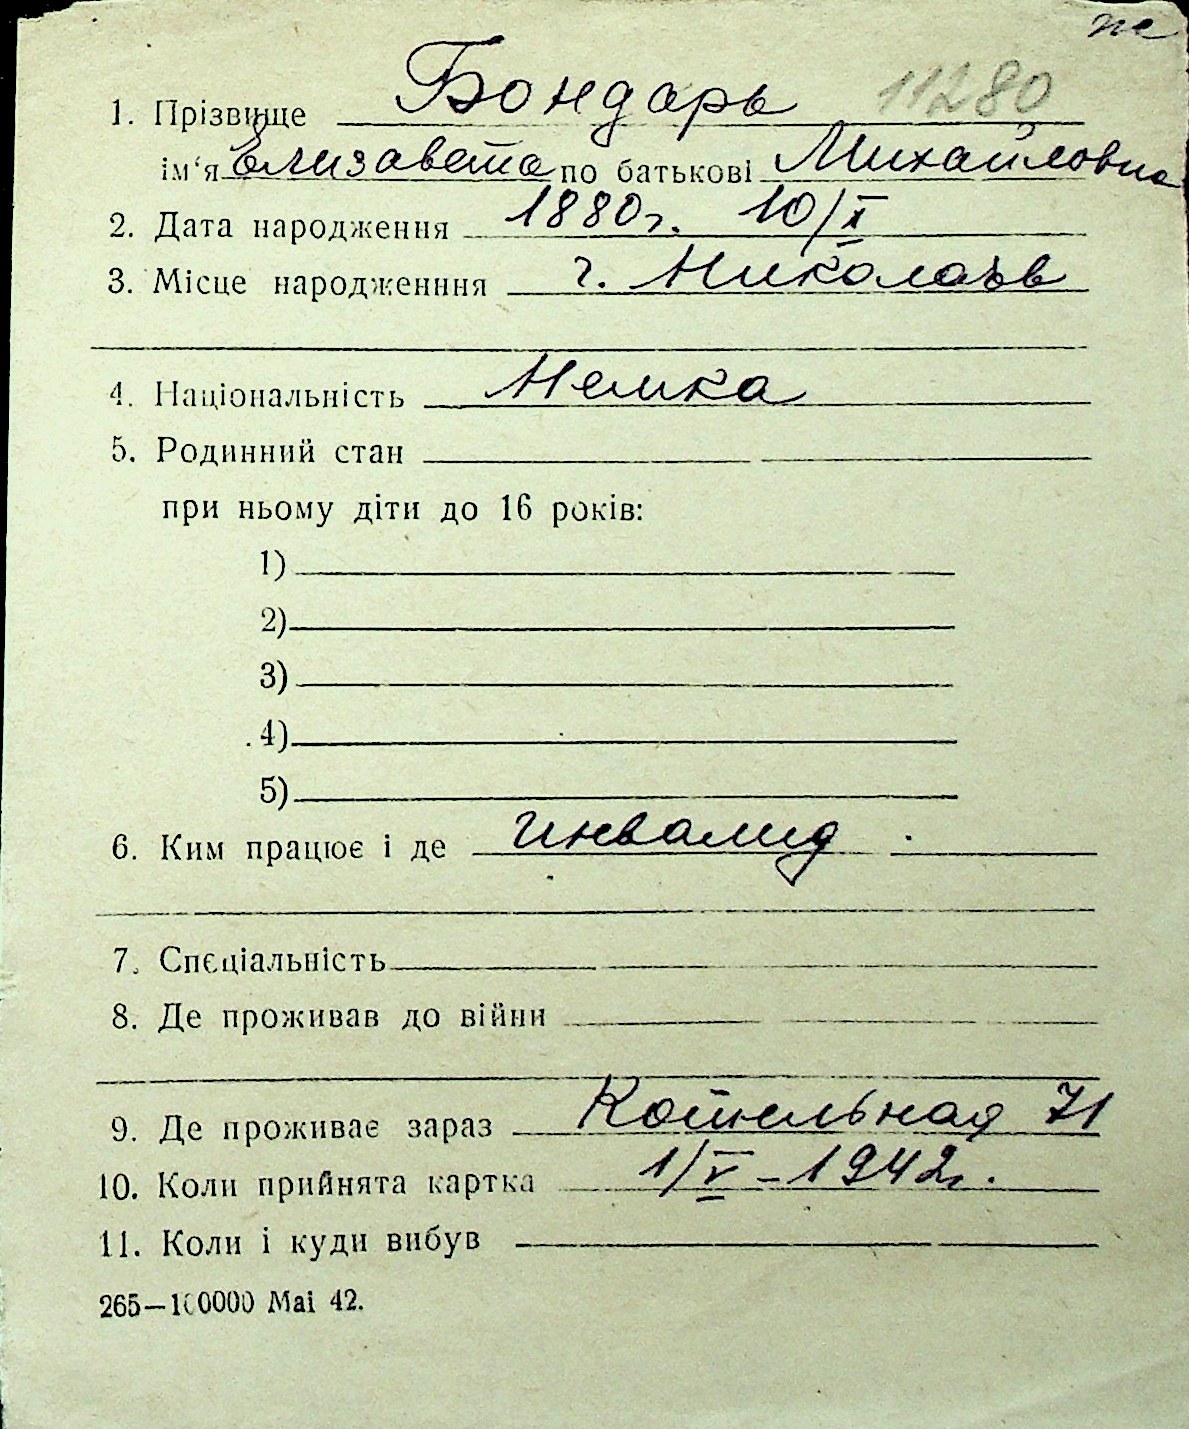 не
11280
1. Прізвище Бондарь
ім‘я Елизавета по батькові Михайловна
2. Дата народження 1880г. 10/X
3. Місце народженння г. Николаѣв
4. Національність Немка
5. Родинний стан
при ньому діти до 16 років:
1)
2)
3)
4)
5)
6. Ким працює і де инвалид
7. Спеціальність
8. Де проживав до війни
9. Де проживає зараз Котельная 71
10. Коли прийнята картка 1/V – 1942г.
11. Коли і куди вибув
265—100000 Mai 42.